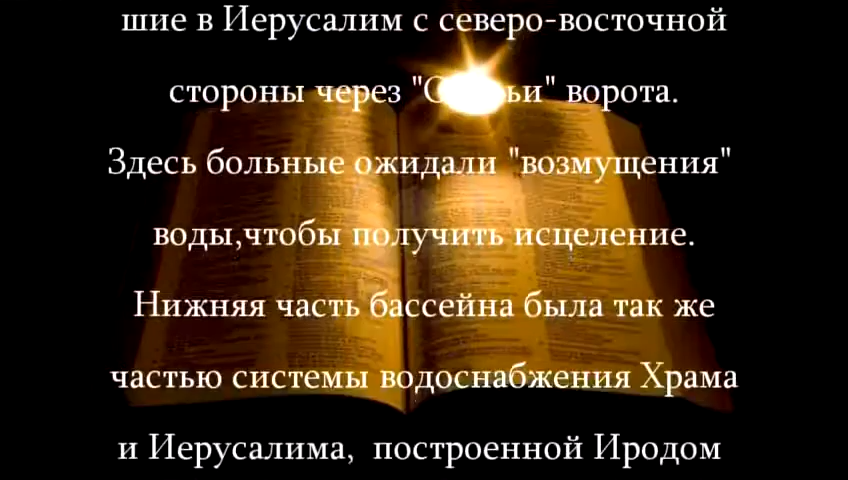 шие в Иерусалим с северо-восточной
стороны через ворота.
Здесь больные ожидали "возмущения"
воды,чтобы получить исцеление.
Нижняя часть бассейна была так же
частью системы водоснабжения Храма
и Иерусалима, построенной Иродом